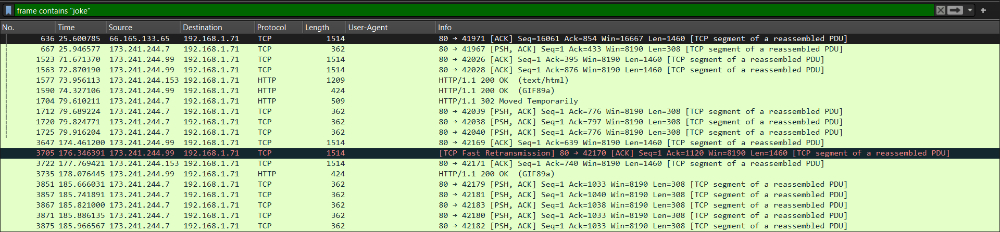 frame contains "joke"
No. Time Source Destination Protocol Length User-Agent Info
636 25.600785 66.165.133.65 192.168.1.71 TCP 1514 80 → 41971 [ACK] Seq=16061 Ack=854 Win=16667 Len=1460 [TCP segment of a reassembled PDU]
667 25.946577 173.241.244.7 192.168.1.71 TCP 362 80 → 41967 [PSH, ACK] Seq=1 Ack=433 Win=8190 Len=308 [TCP segment of a reassembled PDU]
1523 71.671370 173.241.244.99 192.168.1.71 TCP 1514 80 → 42026 [ACK] Seq=1 Ack=395 Win=8190 Len=1460 [TCP segment of a reassembled PDU]
1563 72.870190 173.241.244.99 192.168.1.71 TCP 1514 80 → 42028 [ACK] Seq=1 Ack=876 Win=8190 Len=1460 [TCP segment of a reassembled PDU]
1577 73.956113 173.241.244.153 192.168.1.71 HTTP 1209 HTTP/1.1 200 OK (text/html)
1590 74.327106 173.241.244.99 192.168.1.71 HTTP 424 HTTP/1.1 200 OK (GIF89a)
1704 79.610211 173.241.244.7 192.168.1.71 HTTP 509 HTTP/1.1 302 Moved Temporarily
1712 79.689224 173.241.244.7 192.168.1.71 TCP 362 80 → 42039 [PSH, ACK] Seq=1 Ack=776 Win=8190 Len=308 [TCP segment of a reassembled PDU]
1720 79.824771 173.241.244.7 192.168.1.71 TCP 362 80 → 42038 [PSH, ACK] Seq=1 Ack=797 Win=8190 Len=308 [TCP segment of a reassembled PDU]
1725 79.916204 173.241.244.7 192.168.1.71 TCP 362 80 → 42040 [PSH, ACK] Seq=1 Ack=776 Win=8190 Len=308 [TCP segment of a reassembled PDU]
3647 174.461200 173.241.244.99 192.168.1.71 TCP 1514 80 → 42169 [ACK] Seq=1 Ack=639 Win=8190 Len=1460 [TCP segment of a reassembled PDU]
3705 176.346391 173.241.244.99 192.168.1.71 TCP 1514 [TCP Fast Retransmission] 80 → 42170 [ACK] Seq=1 Ack=1120 Win=8190 Len=1460 [TCP segment of a reassembled PDU]
3722 177.769421 173.241.244.153 192.168.1.71 TCP 1514 80 → 42171 [ACK] Seq=1 Ack=740 Win=8190 Len=1460 [TCP segment of a reassembled PDU]
3735 178.076445 173.241.244.99 192.168.1.71 HTTP 424 HTTP/1.1 200 OK (GIF89a)
3851 185.666031 173.241.244.7 192.168.1.71 TCP 362 80 → 42179 [PSH, ACK] Seq=1 Ack=1033 Win=8190 Len=308 [TCP segment of a reassembled PDU]
3857 185.741891 173.241.244.7 192.168.1.71 TCP 362 80 → 42181 [PSH, ACK] Seq=1 Ack=1040 Win=8190 Len=308 [TCP segment of a reassembled PDU]
3867 185.821000 173.241.244.7 192.168.1.71 TCP 362 80 → 42183 [PSH, ACK] Seq=1 Ack=1038 Win=8190 Len=308 [TCP segment of a reassembled PDU]
3871 185.886135 173.241.244.7 192.168.1.71 TCP 362 80 → 42180 [PSH, ACK] Seq=1 Ack=1033 Win=8190 Len=308 [TCP segment of a reassembled PDU]
3875 185.966567 173.241.244.7 192.168.1.71 TCP 362 80 → 42182 [PSH, ACK] Seq=1 Ack=1033 Win=8190 Len=308 [TCP segment of a reassembled PDU]